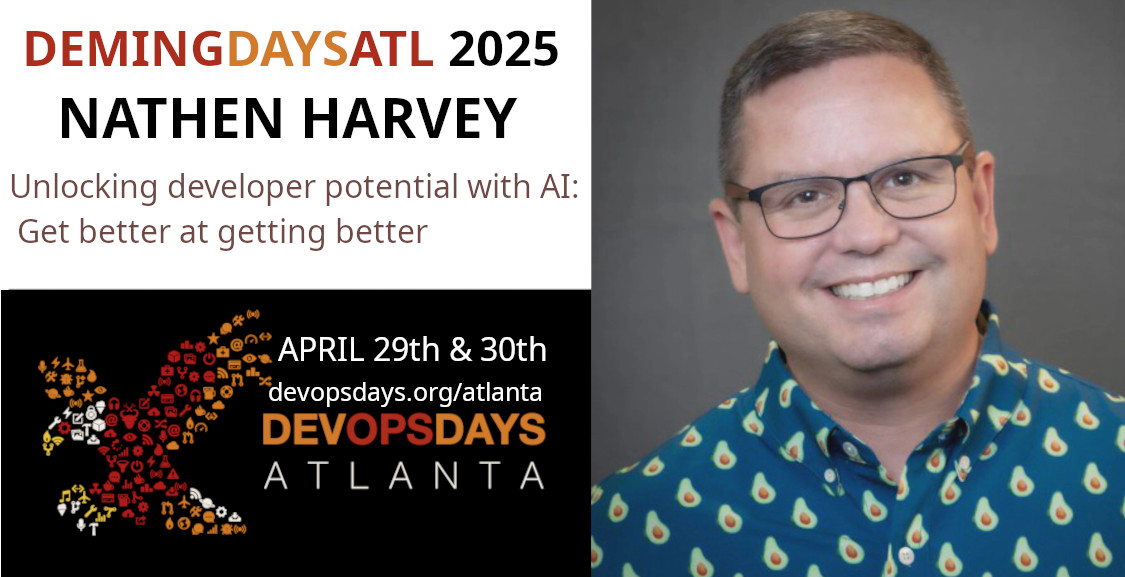 DEMINGDAYSATL 2025
NATHEN HARVEY
Unlocking developer potential with AI:
Get better at getting better
APRIL 29th & 30th
devopsdays.org/atlanta
DEVOPSDAYS
ATLANTA